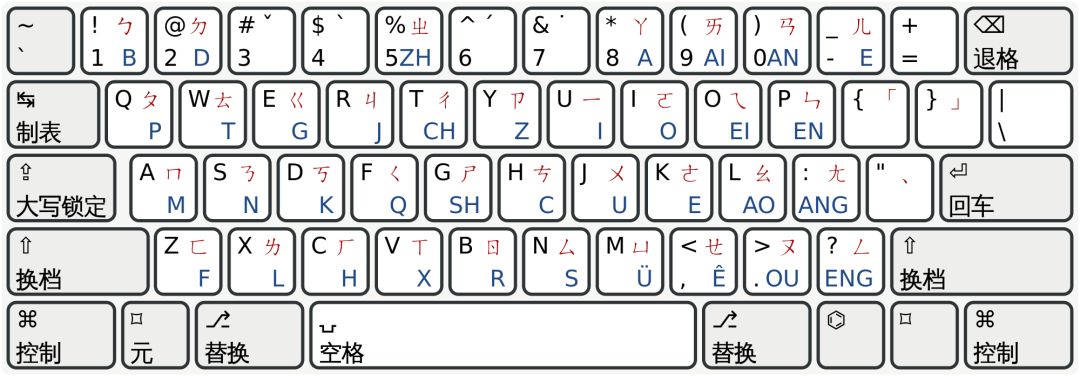 ~ ! ㄅ @ ㄉ # ˇ $ ˋ % ㄓ ^ ˊ & ˙ * ㄚ ( ㄞ ) ㄢ _ ㄦ + ⌫
` 1 B 2 D 3 4 5 ZH 6 7 8 A 9 AI 0 AN - E = 退格
↹ Q ㄆ W ㄊ E ㄍ R ㄐ T ㄔ Y ㄗ U ㄧ I ㄛ O ㄟ P ㄣ { 「 } 」 |
制表 P T G J CH Z I O EI EN \
⇪ A ㄇ S ㄋ D ㄎ F ㄑ G ㄕ H ㄘ J ㄨ K ㄜ L ㄠ : ㄤ " 、 ⏎
大写锁定 M N K Q SH C U E AO ANG 回车
⇧ Z ㄈ X ㄌ C ㄏ V ㄒ B ㄖ N ㄙ M ㄩ < ㄝ > ㄡ ? ㄥ ⇧
换档 F L H X R S Ü , Ê . OU ENG 换档
⌘ ⌑ ⎇ ␣ ⎇ ⌬ ⌑ ⌘
控制 元 替换 空格 替换 控制